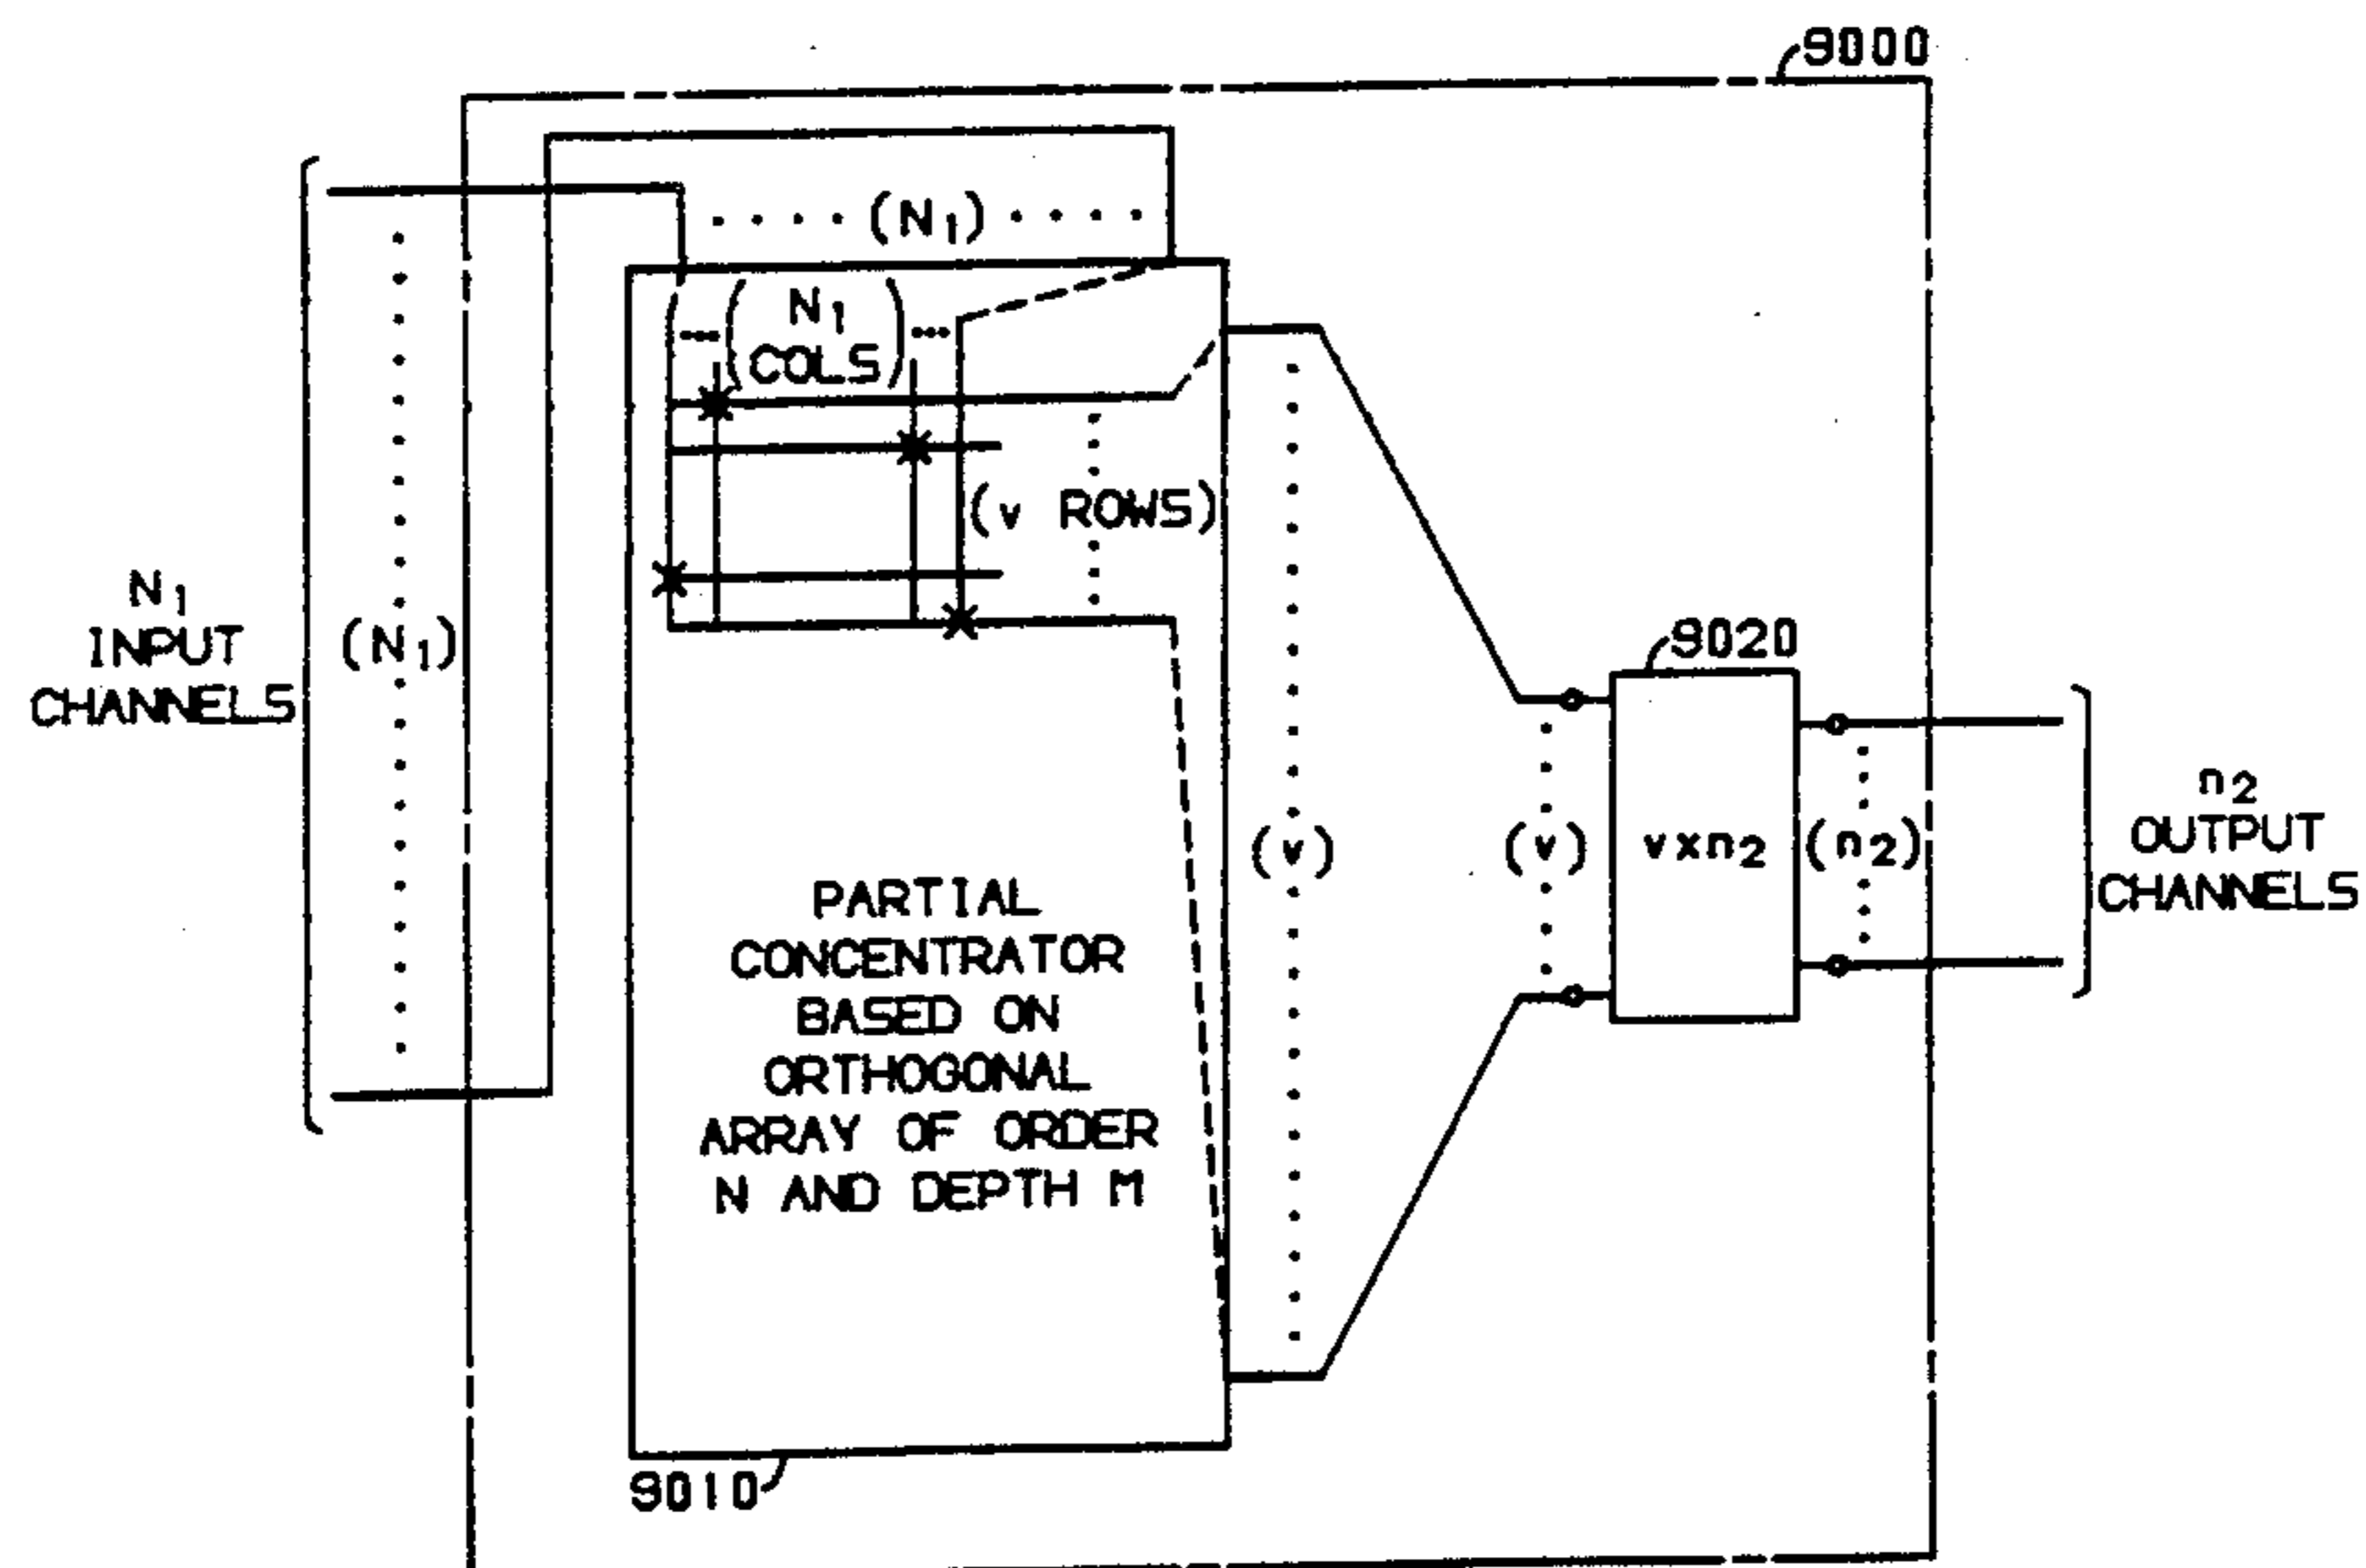 9000
(N1)
(N1
COLS)
(v ROWS)
N1
INPUT
CHANNELS
(N1)
9020
(v)
(v)
v×n2
(n2)
n2
OUTPUT
CHANNELS
PARTIAL
CONCENTRATOR
BASED ON
ORTHOGONAL
ARRAY OF ORDER
N AND DEPTH M
9010